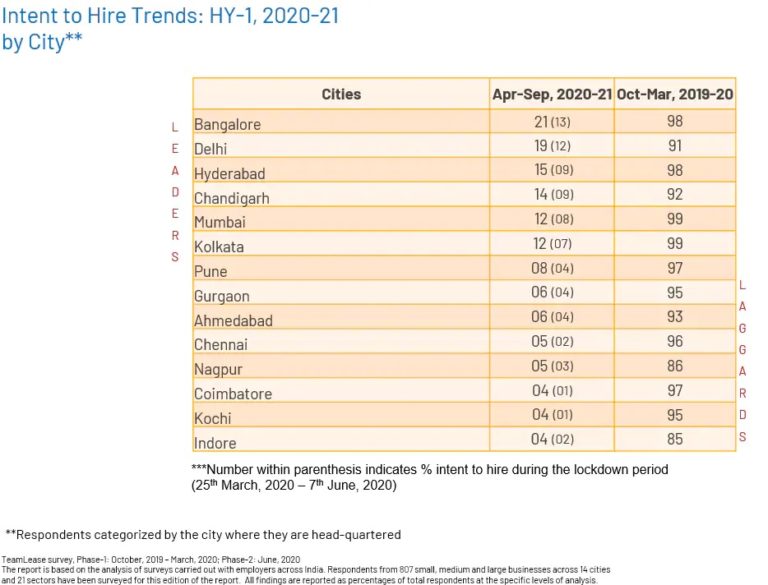 Intent to Hire Trends: HY-1, 2020-21
by City**
Cities Apr-Sep, 2020-21 Oct-Mar, 2019-20
LEADERS
Bangalore 21 (13) 98
Delhi 19 (12) 91
Hyderabad 15 (09) 98
Chandigarh 14 (09) 92
Mumbai 12 (08) 99
Kolkata 12 (07) 99
Pune 08 (04) 97
Gurgaon 06 (04) 95
Ahmedabad 06 (04) 93
Chennai 05 (02) 96
Nagpur 05 (03) 86
Coimbatore 04 (01) 97
Kochi 04 (01) 95
Indore 04 (02) 85
LAGGARDS
***Number within parenthesis indicates % intent to hire during the lockdown period
(25th March, 2020 – 7th June, 2020)
**Respondents categorized by the city where they are head-quartered
TeamLease survey, Phase-1: October, 2019 – March, 2020; Phase-2: June, 2020
The report is based on the analysis of surveys carried out with employers across India. Respondents from 807 small, medium and large businesses across 14 cities
and 21 sectors have been surveyed for this edition of the report. All findings are reported as percentages of total respondents at the specific levels of analysis.